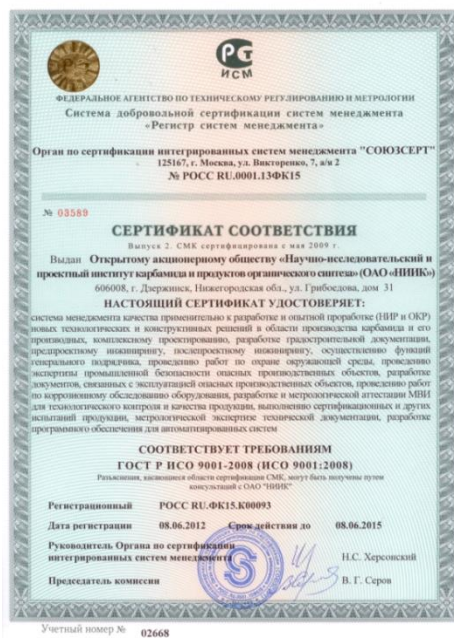 РСТ
ИСМ
ФЕДЕРАЛЬНОЕ АГЕНТСТВО ПО ТЕХНИЧЕСКОМУ РЕГУЛИРОВАНИЮ И МЕТРОЛОГИИ
Система добровольной сертификации систем менеджмента
«Регистр систем менеджмента»
Орган по сертификации интегрированных систем менеджмента "СОЮЗСЕРТ"
125167, г. Москва, ул. Викторенко, 7, а/я 2
№ РОСС RU.0001.13ФК15
№ 03589
СЕРТИФИКАТ СООТВЕТСТВИЯ
Выпуск 2. СМК сертифицирована с мая 2009 г.
Выдан Открытому акционерному обществу «Научно-исследовательский и
проектный институт карбамида и продуктов органического синтеза» (ОАО «НИИК»)
606008, г. Дзержинск, Нижегородская обл., ул. Грибоедова, дом 31
НАСТОЯЩИЙ СЕРТИФИКАТ УДОСТОВЕРЯЕТ:
система менеджмента качества применительно к разработке и опытной проработке (НИР и ОКР)
новых технологических и конструктивных решений в области производства карбамида и его
производных, комплексному проектированию, разработке градостроительной документации,
предпроектному инжинирингу, послепроектному инжинирингу, осуществлению функций
генерального подрядчика, проведению работ по охране окружающей среды, проведению
экспертизы промышленной безопасности опасных производственных объектов, разработке
документов, связанных с эксплуатацией опасных производственных объектов, проведению работ
по коррозионному обследованию оборудования, разработке и метрологической аттестации МВИ
для технологического контроля и качества продукции, выполнению сертификационных и других
испытаний продукции, метрологической экспертизе технической документации, разработке
программного обеспечения для автоматизированных систем
СООТВЕТСТВУЕТ ТРЕБОВАНИЯМ
ГОСТ Р ИСО 9001-2008 (ИСО 9001:2008)
Разъяснения, касающиеся области сертификации СМК, могут быть получены путем
консультаций с ОАО "НИИК"
Регистрационный РОСС RU.ФК15.К00093
Дата регистрации 08.06.2012 Срок действия до 08.06.2015
Руководитель Органа по сертификации
интегрированных систем менеджмента Н.С. Херсонский
Председатель комиссии В. Г. Серов
Учетный номер № 02668